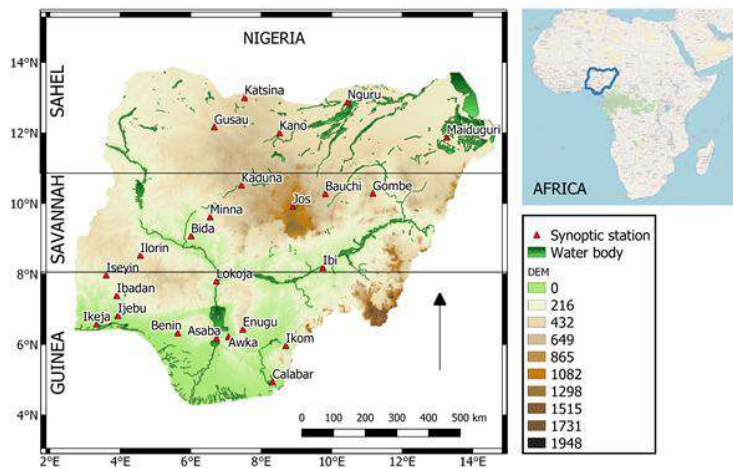 NIGERIA
14°N
12°N
10°N
8°N
6°N
4°N
SAHEL
SAVANNAH
GUINEA
Katsina
Nguru
Gusau
Kano
Maiduguri
Kaduna
Bauchi
Gombe
Jos
Minna
Bida
Ilorin
Ibi
Iseyin
Lokoja
Ibadan
Ijebu
Ikeja
Benin
Asaba
Enugu
Awka
Ikom
Calabar
0 100 200 300 400 500 km
2°E 4°E 6°E 8°E 10°E 12°E 14°E
AFRICA
Synoptic station
Water body
DEM
0
216
432
649
865
1082
1298
1515
1731
1948